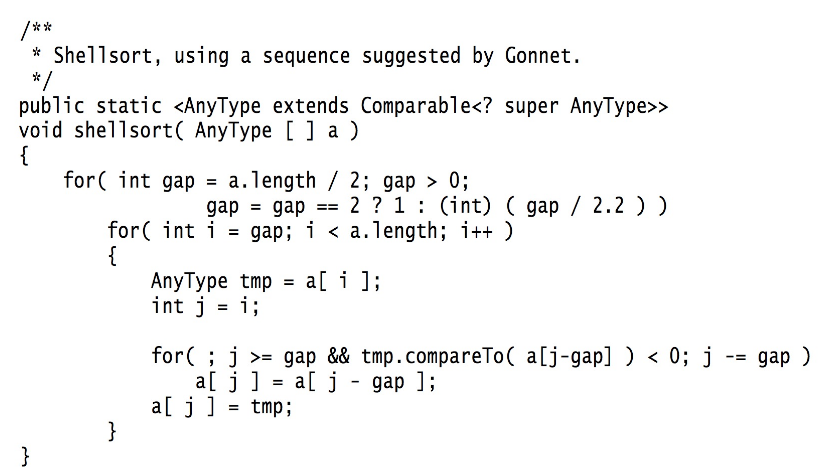 /**
 * Shellsort, using a sequence suggested by Gonnet.
 */
public static <AnyType extends Comparable<? super AnyType>>
void shellsort( AnyType [ ] a )
{
    for( int gap = a.length / 2; gap > 0;
                 gap = gap == 2 ? 1 : (int) ( gap / 2.2 ) )
        for( int i = gap; i < a.length; i++ )
        {
            AnyType tmp = a[ i ];
            int j = i;

            for( ; j >= gap && tmp.compareTo( a[j-gap] ) < 0; j -= gap )
                a[ j ] = a[ j - gap ];
            a[ j ] = tmp;
        }
}